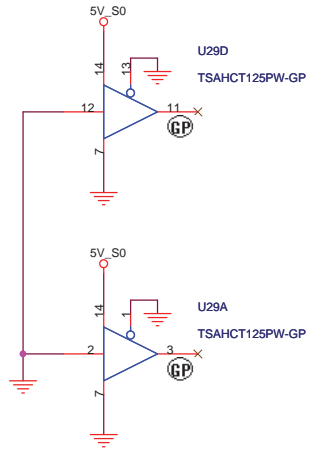 5V_S0
U29D
14
13
TSAHCT125PW-GP
12
11
GP
7
5V_S0
U29A
14
1
TSAHCT125PW-GP
2
3
GP
7